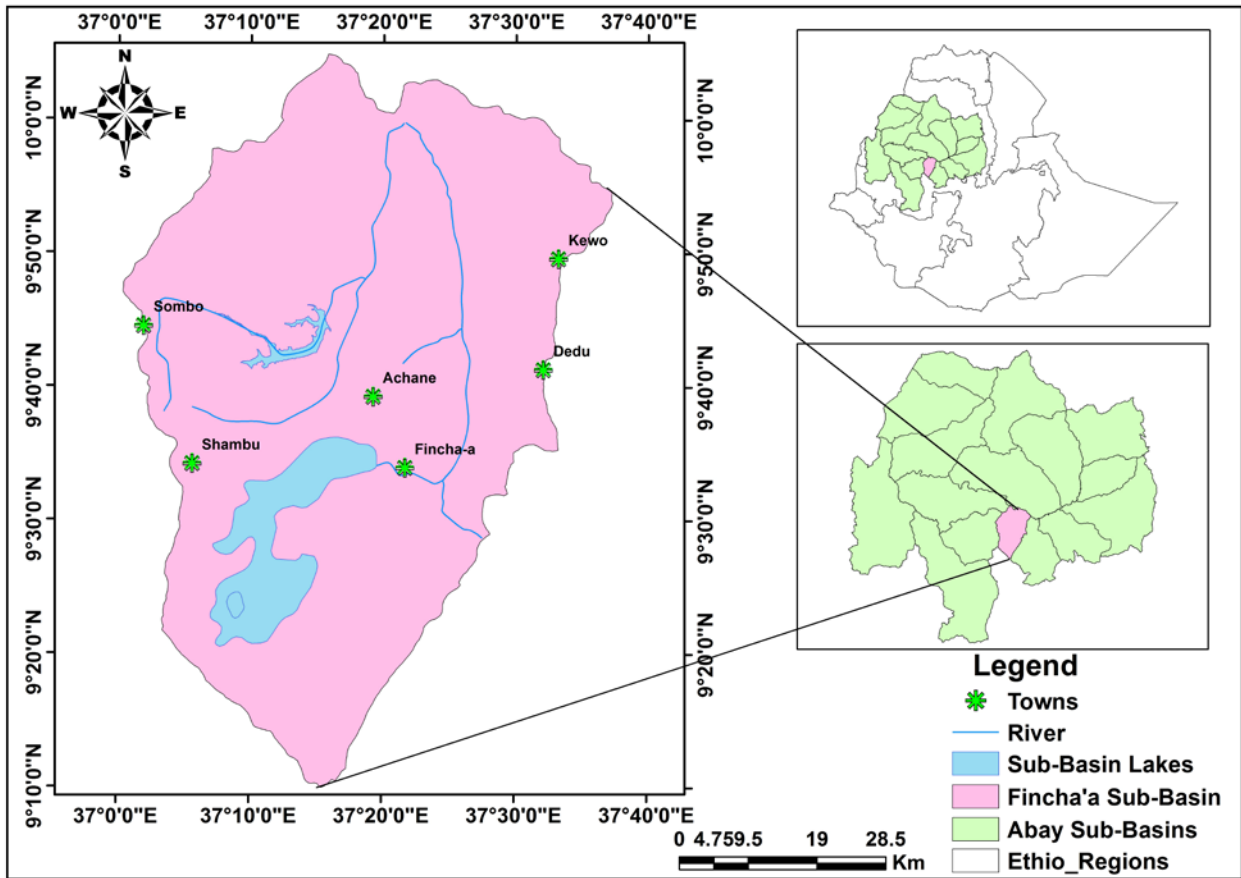 37°0'0"E 37°10'0"E 37°20'0"E 37°30'0"E 37°40'0"E
N
W E
S
10°0'0"N
9°50'0"N
9°40'0"N
9°30'0"N
9°20'0"N
9°10'0"N
Kewo
Sombo
Dedu
Achane
Shambu
Fincha-a
10°0'0"N
9°50'0"N
9°40'0"N
9°30'0"N
9°20'0"N
37°0'0"E 37°10'0"E 37°20'0"E 37°30'0"E 37°40'0"E
Legend
Towns
River
Sub-Basin Lakes
Fincha'a Sub-Basin
Abay Sub-Basins
Ethio_Regions
0 4.75 9.5 19 28.5
Km